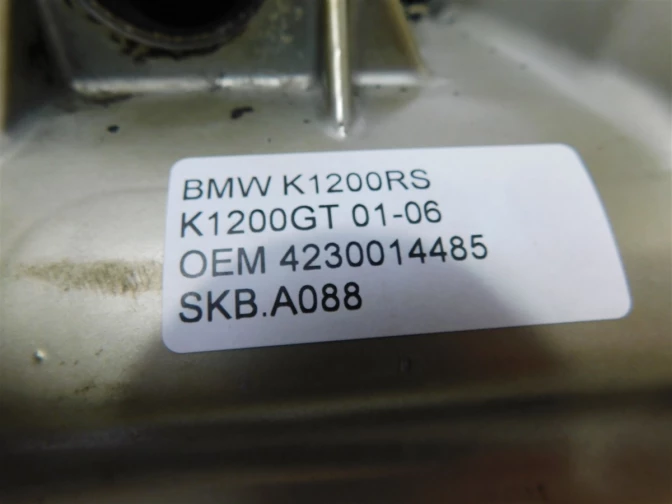 BMW K1200RS
K1200GT 01-06
OEM 4230014485
SKB.A088